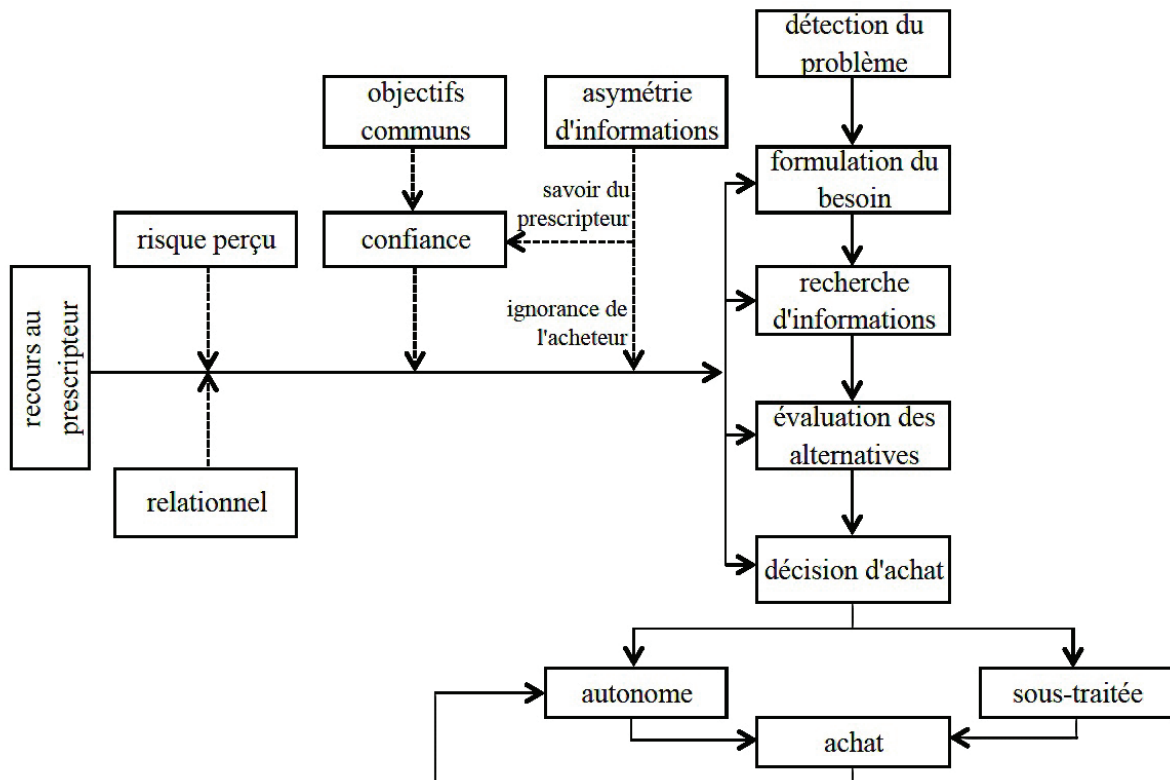 détection du
problème
objectifs
communs
asymétrie
d'informations
formulation du
besoin
savoir du
prescripteur
risque perçu
confiance
recours au
prescripteur
recherche
d'informations
ignorance de
l'acheteur
évaluation des
alternatives
relationnel
décision d'achat
autonome
sous-traitée
achat